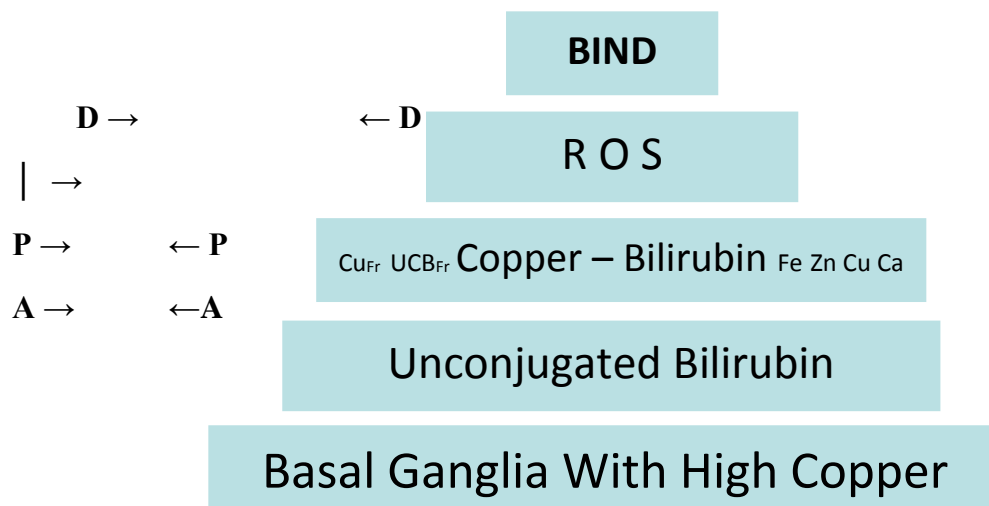 BIND
D → ← D
R O S
| →
P → ← P
CuFr UCBFr Copper – Bilirubin Fe Zn Cu Ca
A → ←A
Unconjugated Bilirubin
Basal Ganglia With High Copper